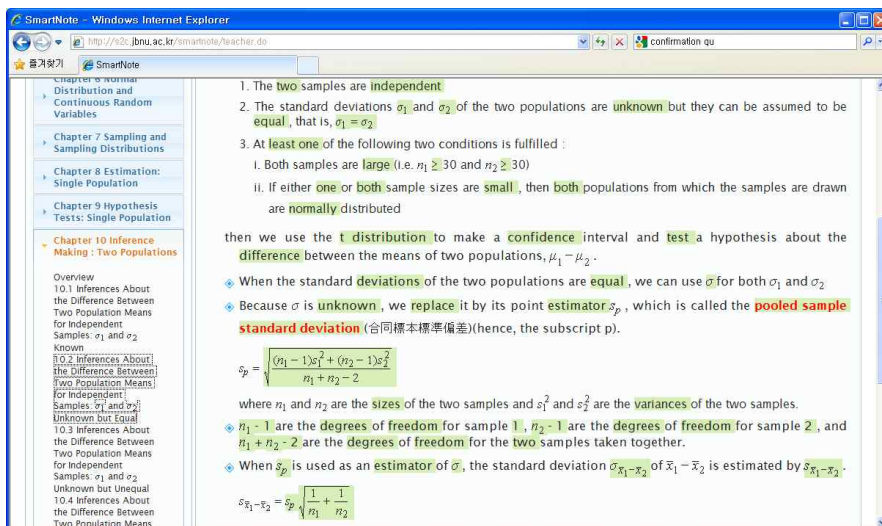 SmartNote - Windows Internet Explorer
http://s2c.jbnu.ac.kr/smartnote/teacher.do
confirmation qu
즐겨찾기
SmartNote
Chapter 6 Normal
Distribution and
Continuous Random
Variables
Chapter 7 Sampling and
Sampling Distributions
Chapter 8 Estimation:
Single Population
Chapter 9 Hypothesis
Tests: Single Population
Chapter 10 Inference
Making : Two Populations
Overview
10.1 Inferences About
the Difference Between
Two Population Means
for Independent
Samples: σ1 and σ2
Known
10.2 Inferences About
the Difference Between
Two Population Means
for Independent
Samples: σ1 and σ2
Unknown but Equal
10.3 Inferences About
the Difference Between
Two Population Means
for Independent
Samples: σ1 and σ2
Unknown but Unequal
10.4 Inferences About
the Difference Between
Two Population Means
1. The two samples are independent
2. The standard deviations σ1 and σ2 of the two populations are unknown but they can be assumed to be
equal , that is, σ1 = σ2
3. At least one of the following two conditions is fulfilled :
i. Both samples are large (i.e. n1 ≥ 30 and n2 ≥ 30)
ii. If either one or both sample sizes are small , then both populations from which the samples are drawn
are normally distributed
then we use the t distribution to make a confidence interval and test a hypothesis about the
difference between the means of two populations, μ1 − μ2 .
When the standard deviations of the two populations are equal , we can use σ for both σ1 and σ2
Because σ is unknown , we replace it by its point estimator sp , which is called the pooled sample
standard deviation (合同標本標準偏差)(hence, the subscript p).
sp = √((n1 − 1)s1² + (n2 − 1)s2² / n1 + n2 − 2)
where n1 and n2 are the sizes of the two samples and s1² and s2² are the variances of the two samples.
n1 - 1 are the degrees of freedom for sample 1 , n2 - 1 are the degrees of freedom for sample 2 , and
n1 + n2 - 2 are the degrees of freedom for the two samples taken together.
When sp is used as an estimator of σ , the standard deviation σx̄1−x̄2 of x̄1 − x̄2 is estimated by sx̄1−x̄2 .
sx̄1−x̄2 = sp √(1/n1 + 1/n2)